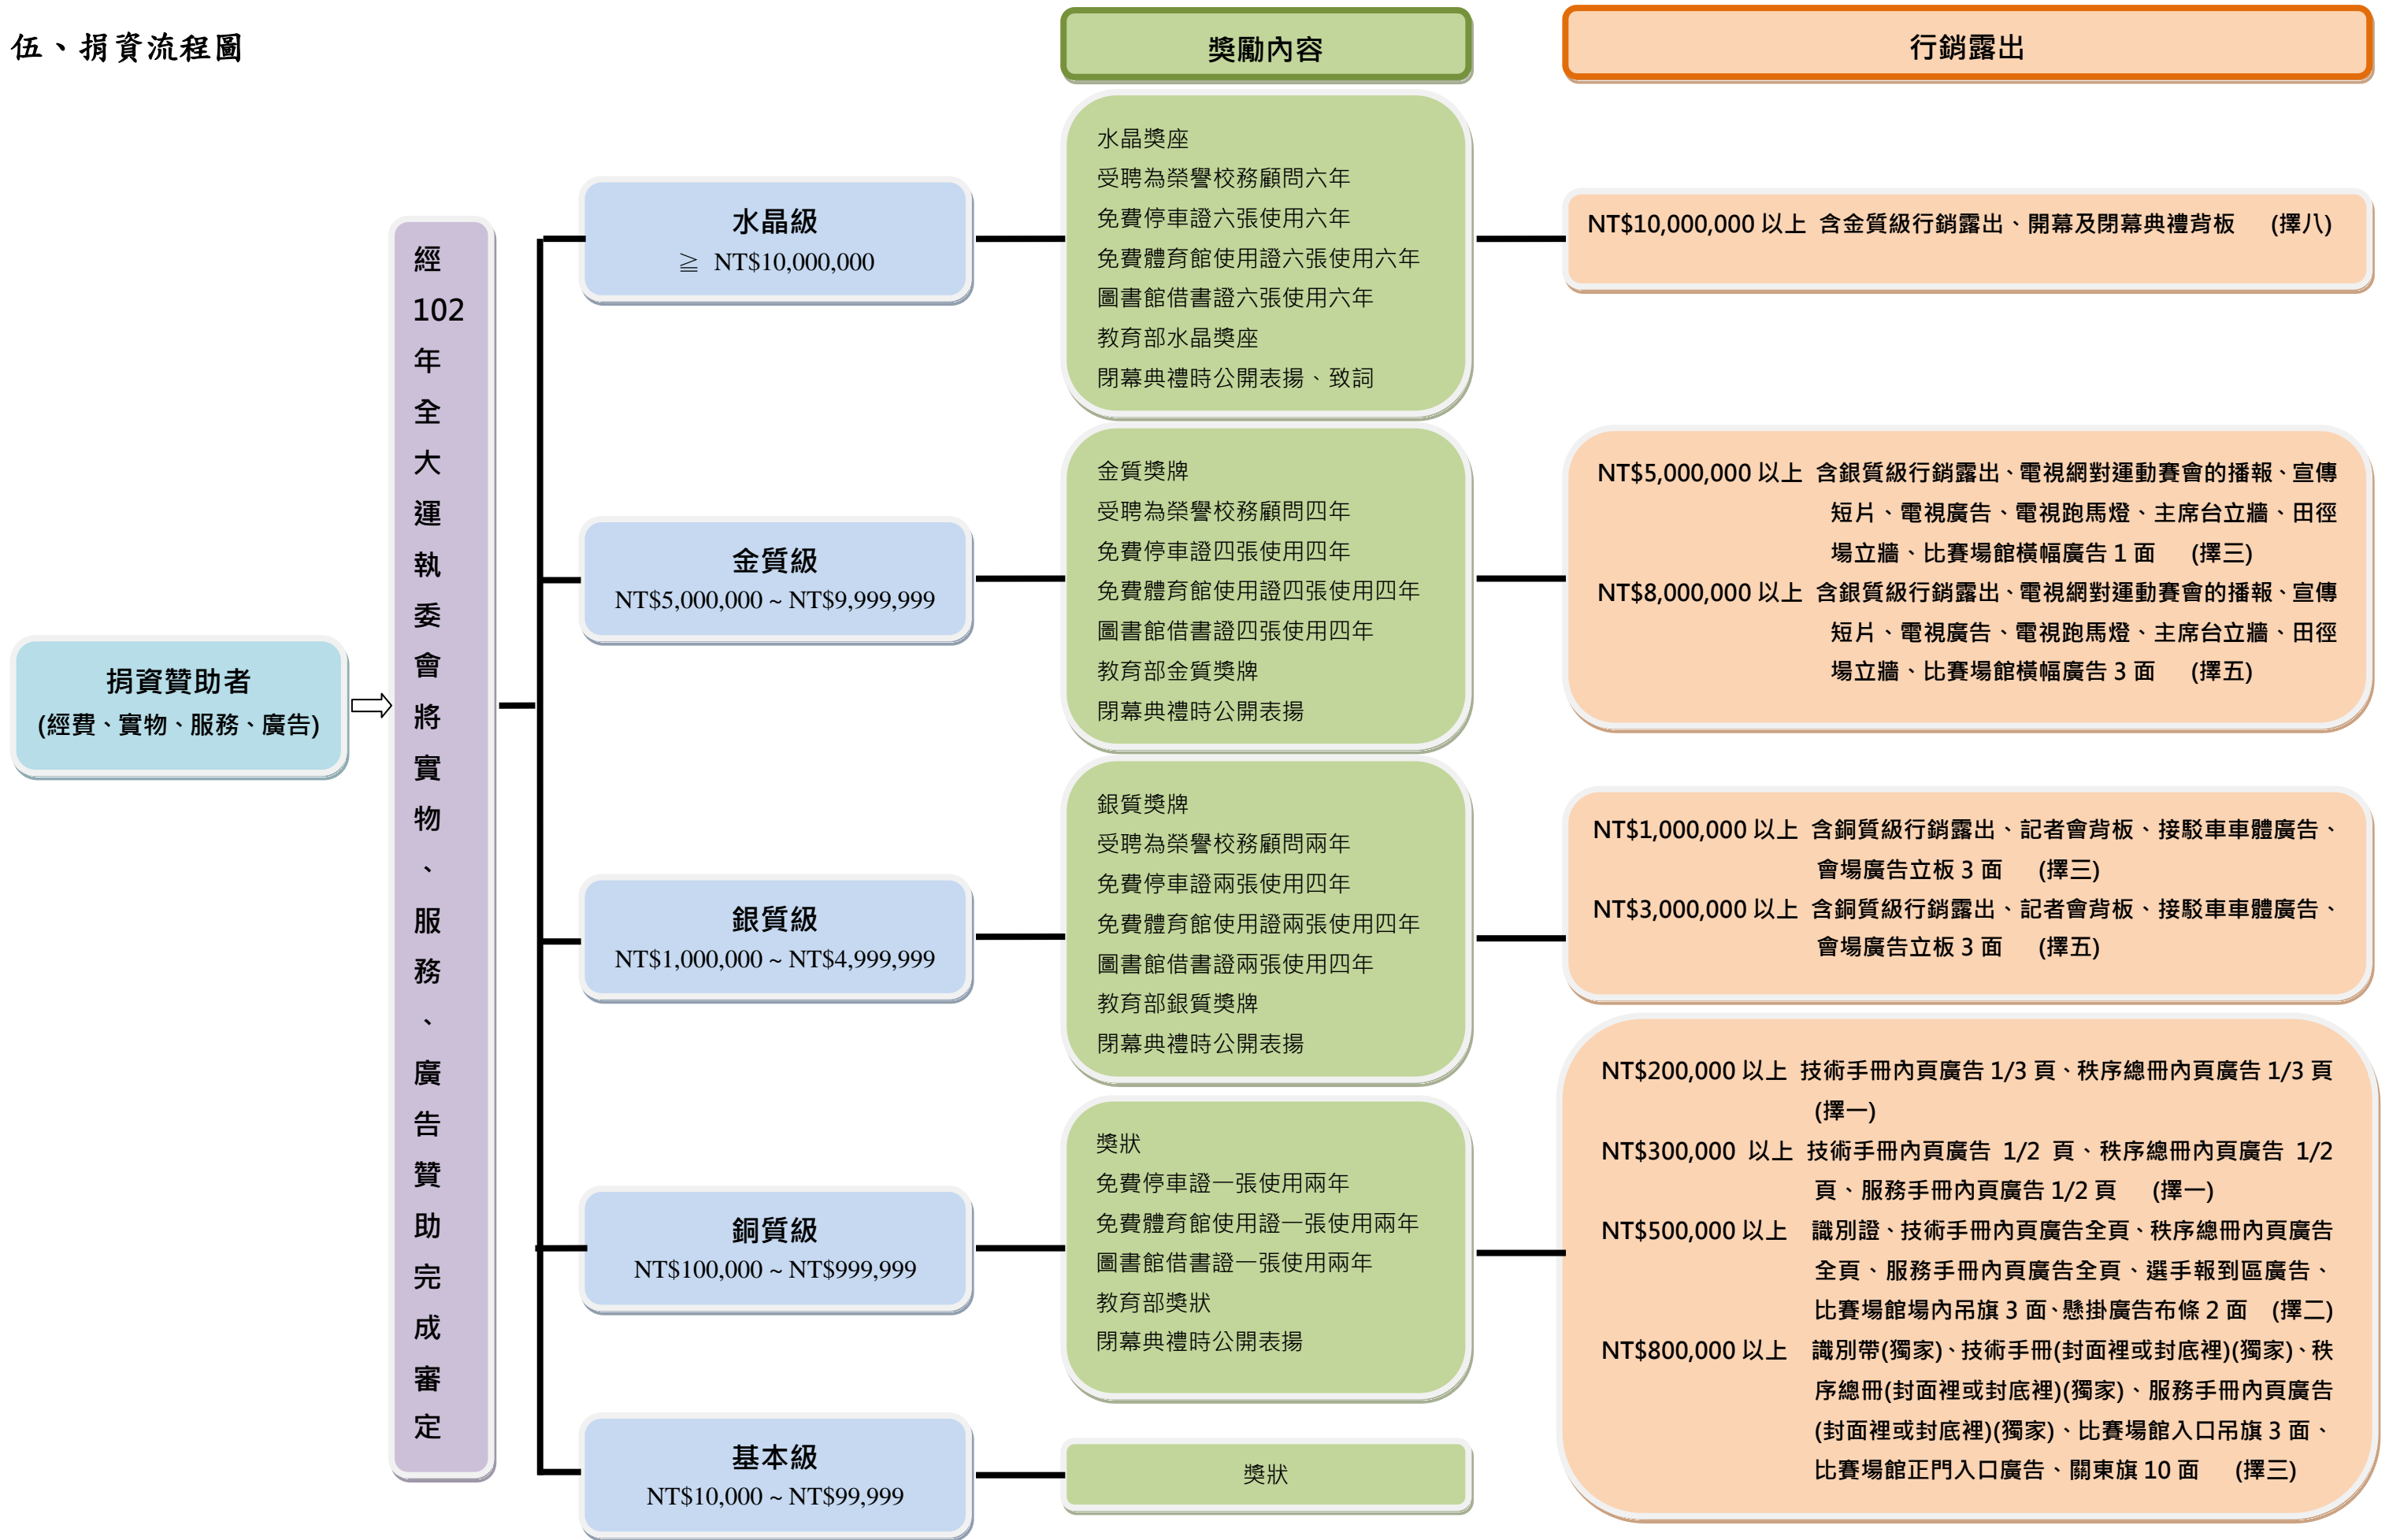 伍、捐資流程圖
獎勵內容
行銷露出
捐資贊助者
(經費、實物、服務、廣告)
經
102
年
全
大
運
執
委
會
將
實
物
、
服
務
、
廣
告
贊
助
完
成
審
定
水晶級
≧ NT$10,000,000
水晶獎座
受聘為榮譽校務顧問六年
免費停車證六張使用六年
免費體育館使用證六張使用六年
圖書館借書證六張使用六年
教育部水晶獎座
閉幕典禮時公開表揚、致詞
NT$10,000,000 以上 含金質級行銷露出、開幕及閉幕典禮背板 (擇八)
金質級
NT$5,000,000 ~ NT$9,999,999
金質獎牌
受聘為榮譽校務顧問四年
免費停車證四張使用四年
免費體育館使用證四張使用四年
圖書館借書證四張使用四年
教育部金質獎牌
閉幕典禮時公開表揚
NT$5,000,000 以上 含銀質級行銷露出、電視網對運動賽會的播報、宣傳
短片、電視廣告、電視跑馬燈、主席台立牆、田徑
場立牆、比賽場館橫幅廣告 1 面 (擇三)
NT$8,000,000 以上 含銀質級行銷露出、電視網對運動賽會的播報、宣傳
短片、電視廣告、電視跑馬燈、主席台立牆、田徑
場立牆、比賽場館橫幅廣告 3 面 (擇五)
銀質級
NT$1,000,000 ~ NT$4,999,999
銀質獎牌
受聘為榮譽校務顧問兩年
免費停車證兩張使用四年
免費體育館使用證兩張使用四年
圖書館借書證兩張使用四年
教育部銀質獎牌
閉幕典禮時公開表揚
NT$1,000,000 以上 含銅質級行銷露出、記者會背板、接駁車車體廣告、
會場廣告立板 3 面 (擇三)
NT$3,000,000 以上 含銅質級行銷露出、記者會背板、接駁車車體廣告、
會場廣告立板 3 面 (擇五)
銅質級
NT$100,000 ~ NT$999,999
獎狀
免費停車證一張使用兩年
免費體育館使用證一張使用兩年
圖書館借書證一張使用兩年
教育部獎狀
閉幕典禮時公開表揚
NT$200,000 以上 技術手冊內頁廣告 1/3 頁、秩序總冊內頁廣告 1/3 頁
(擇一)
NT$300,000 以上 技術手冊內頁廣告 1/2 頁、秩序總冊內頁廣告 1/2
頁、服務手冊內頁廣告 1/2 頁 (擇一)
NT$500,000 以上 識別證、技術手冊內頁廣告全頁、秩序總冊內頁廣告
全頁、服務手冊內頁廣告全頁、選手報到區廣告、
比賽場館場內吊旗 3 面、懸掛廣告布條 2 面 (擇二)
NT$800,000 以上 識別帶(獨家)、技術手冊(封面裡或封底裡)(獨家)、秩
序總冊(封面裡或封底裡)(獨家)、服務手冊內頁廣告
(封面裡或封底裡)(獨家)、比賽場館入口吊旗 3 面、
比賽場館正門入口廣告、關東旗 10 面 (擇三)
基本級
NT$10,000 ~ NT$99,999
獎狀